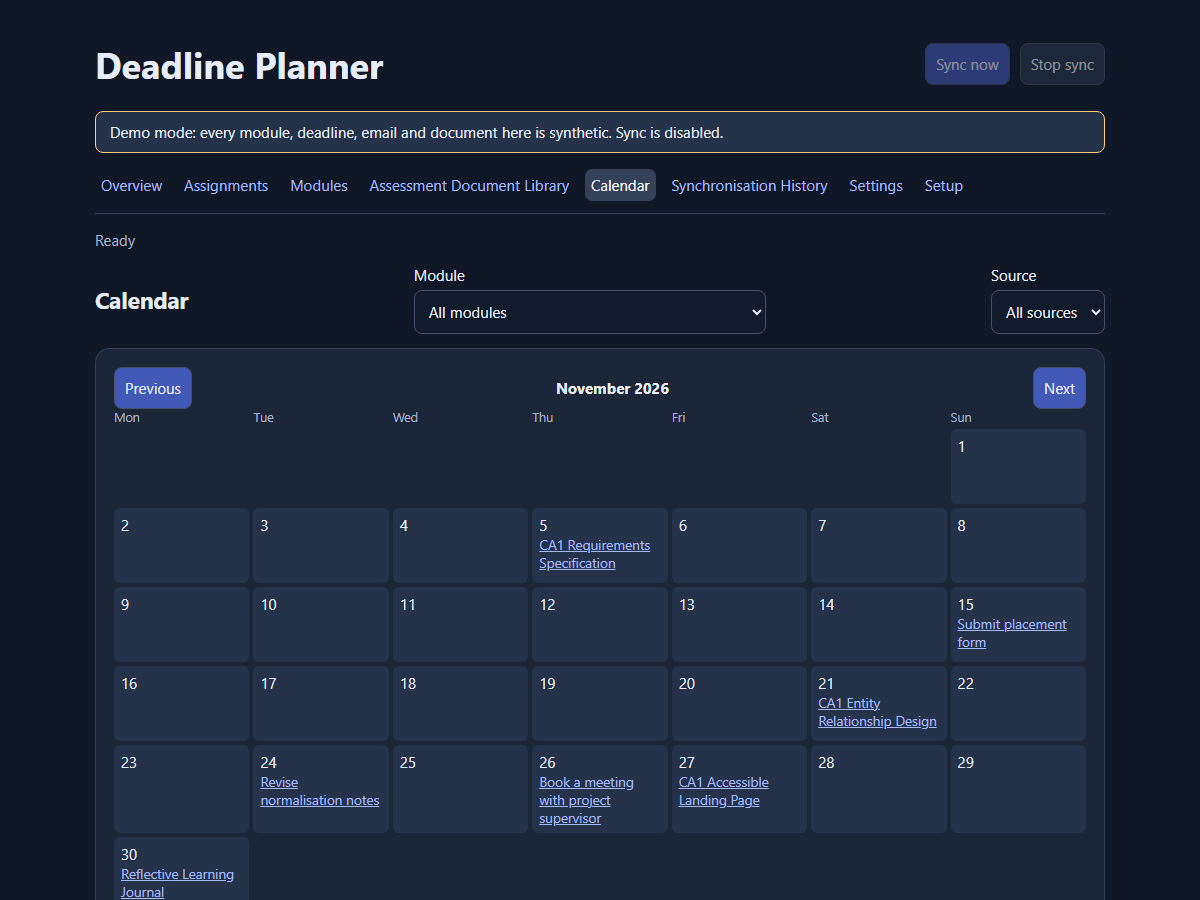 Deadline Planner
Sync now
Stop sync
Demo mode: every module, deadline, email and document here is synthetic. Sync is disabled.
Overview
Assignments
Modules
Assessment Document Library
Calendar
Synchronisation History
Settings
Setup
Ready
Calendar
Module
All modules
Source
All sources
Previous
November 2026
Next
Mon Tue Wed Thu Fri Sat Sun
1
2
3
4
5
CA1 Requirements
Specification
6
7
8
9
10
11
12
13
14
15
Submit placement
form
16
17
18
19
20
21
CA1 Entity
Relationship Design
22
23
24
Revise
normalisation notes
25
26
Book a meeting
with project
supervisor
27
CA1 Accessible
Landing Page
28
29
30
Reflective Learning
Journal